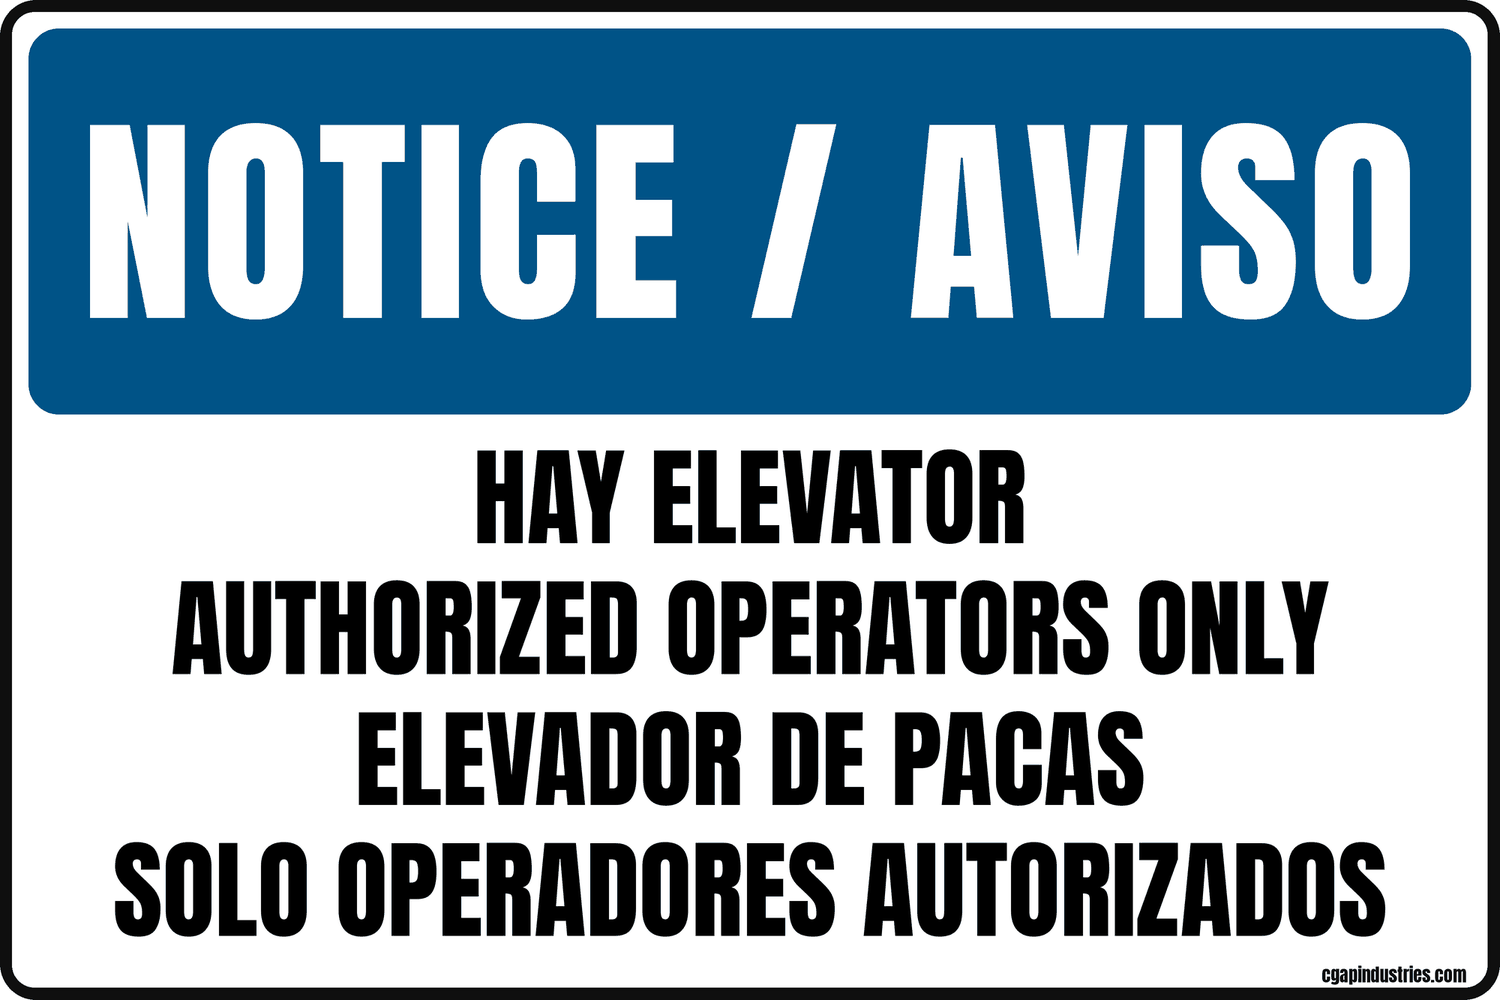 NOTICE / AVISO
HAY ELEVATOR
AUTHORIZED OPERATORS ONLY
ELEVADOR DE PACAS
SOLO OPERADORES AUTORIZADOS
cgapindustries.com